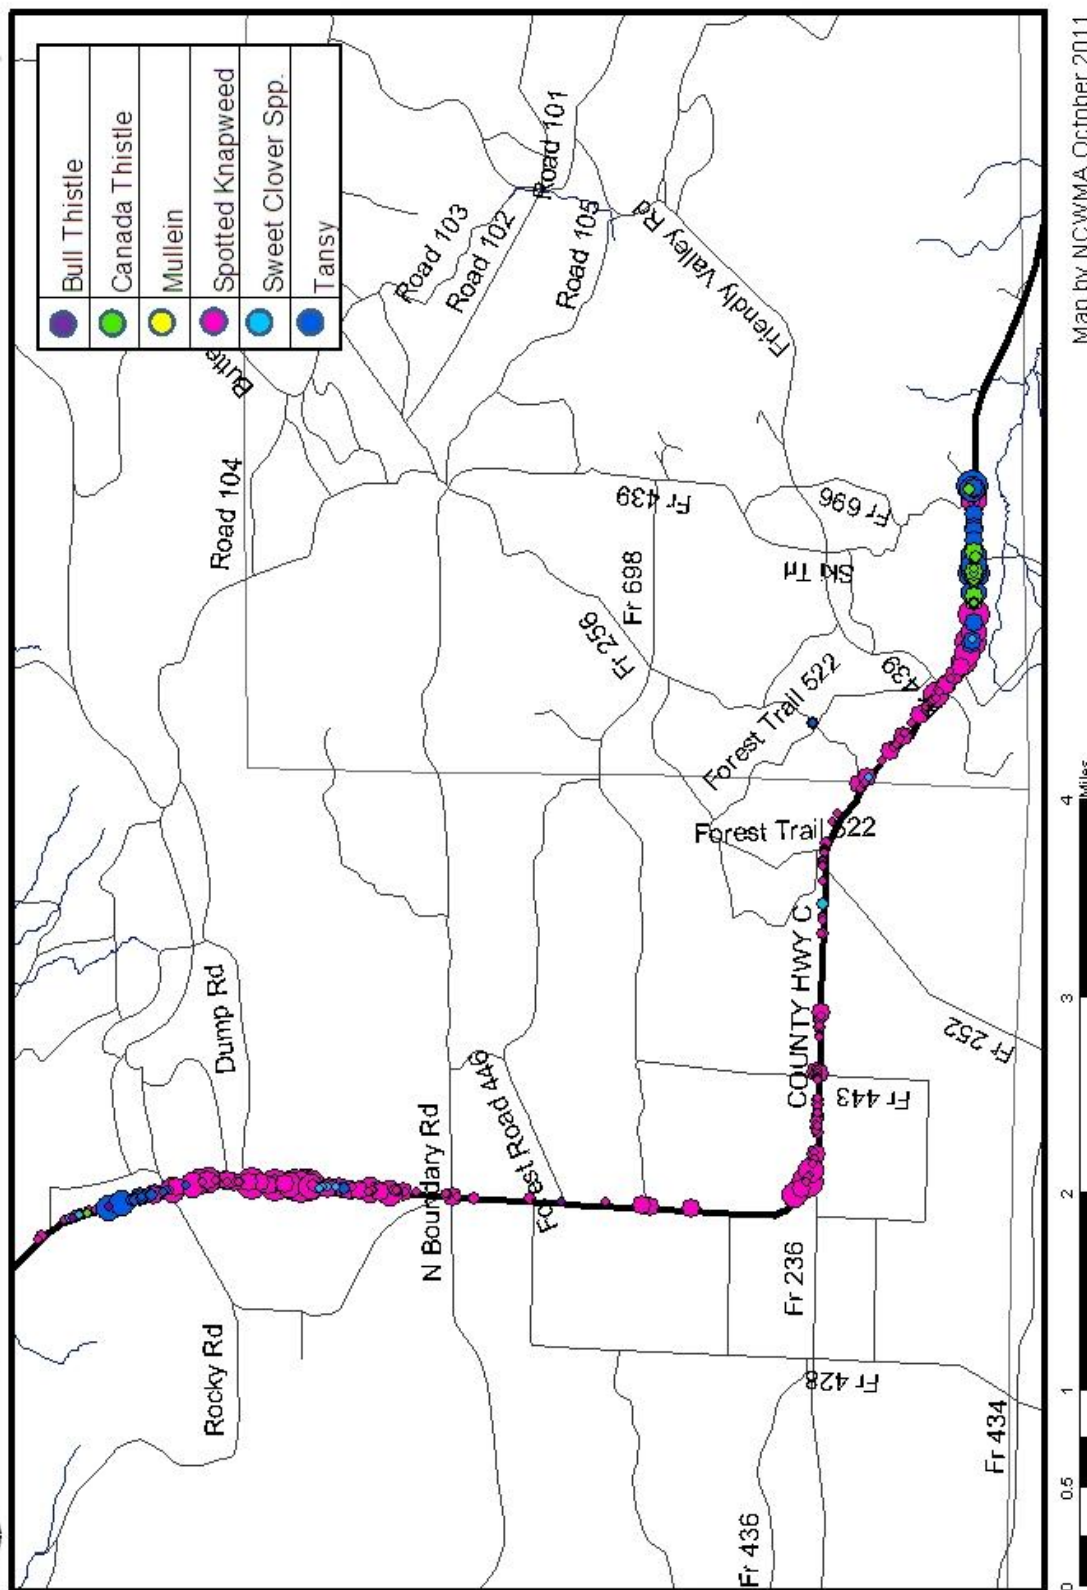 Bull Thistle
Canada Thistle
Mullein
Spotted Knapweed
Sweet Clover Spp.
Tansy
Road 101
Road 103
Road 102
Road 105
Friendly Valley Rd
Butte
Road 104
Fr 439
Fr 696
Ski Trl
Fr 698
Fr 256
Forest Trail 522
439
Forest Trail 522
COUNTY HWY C
Fr 252
Fr 443
Dump Rd
Forest Road 446
N Boundary Rd
Fr 236
Rocky Rd
Fr 428
Fr 434
Fr 436
0 0.5 1 2 3 4
Miles
Map by NCWMA October 2011